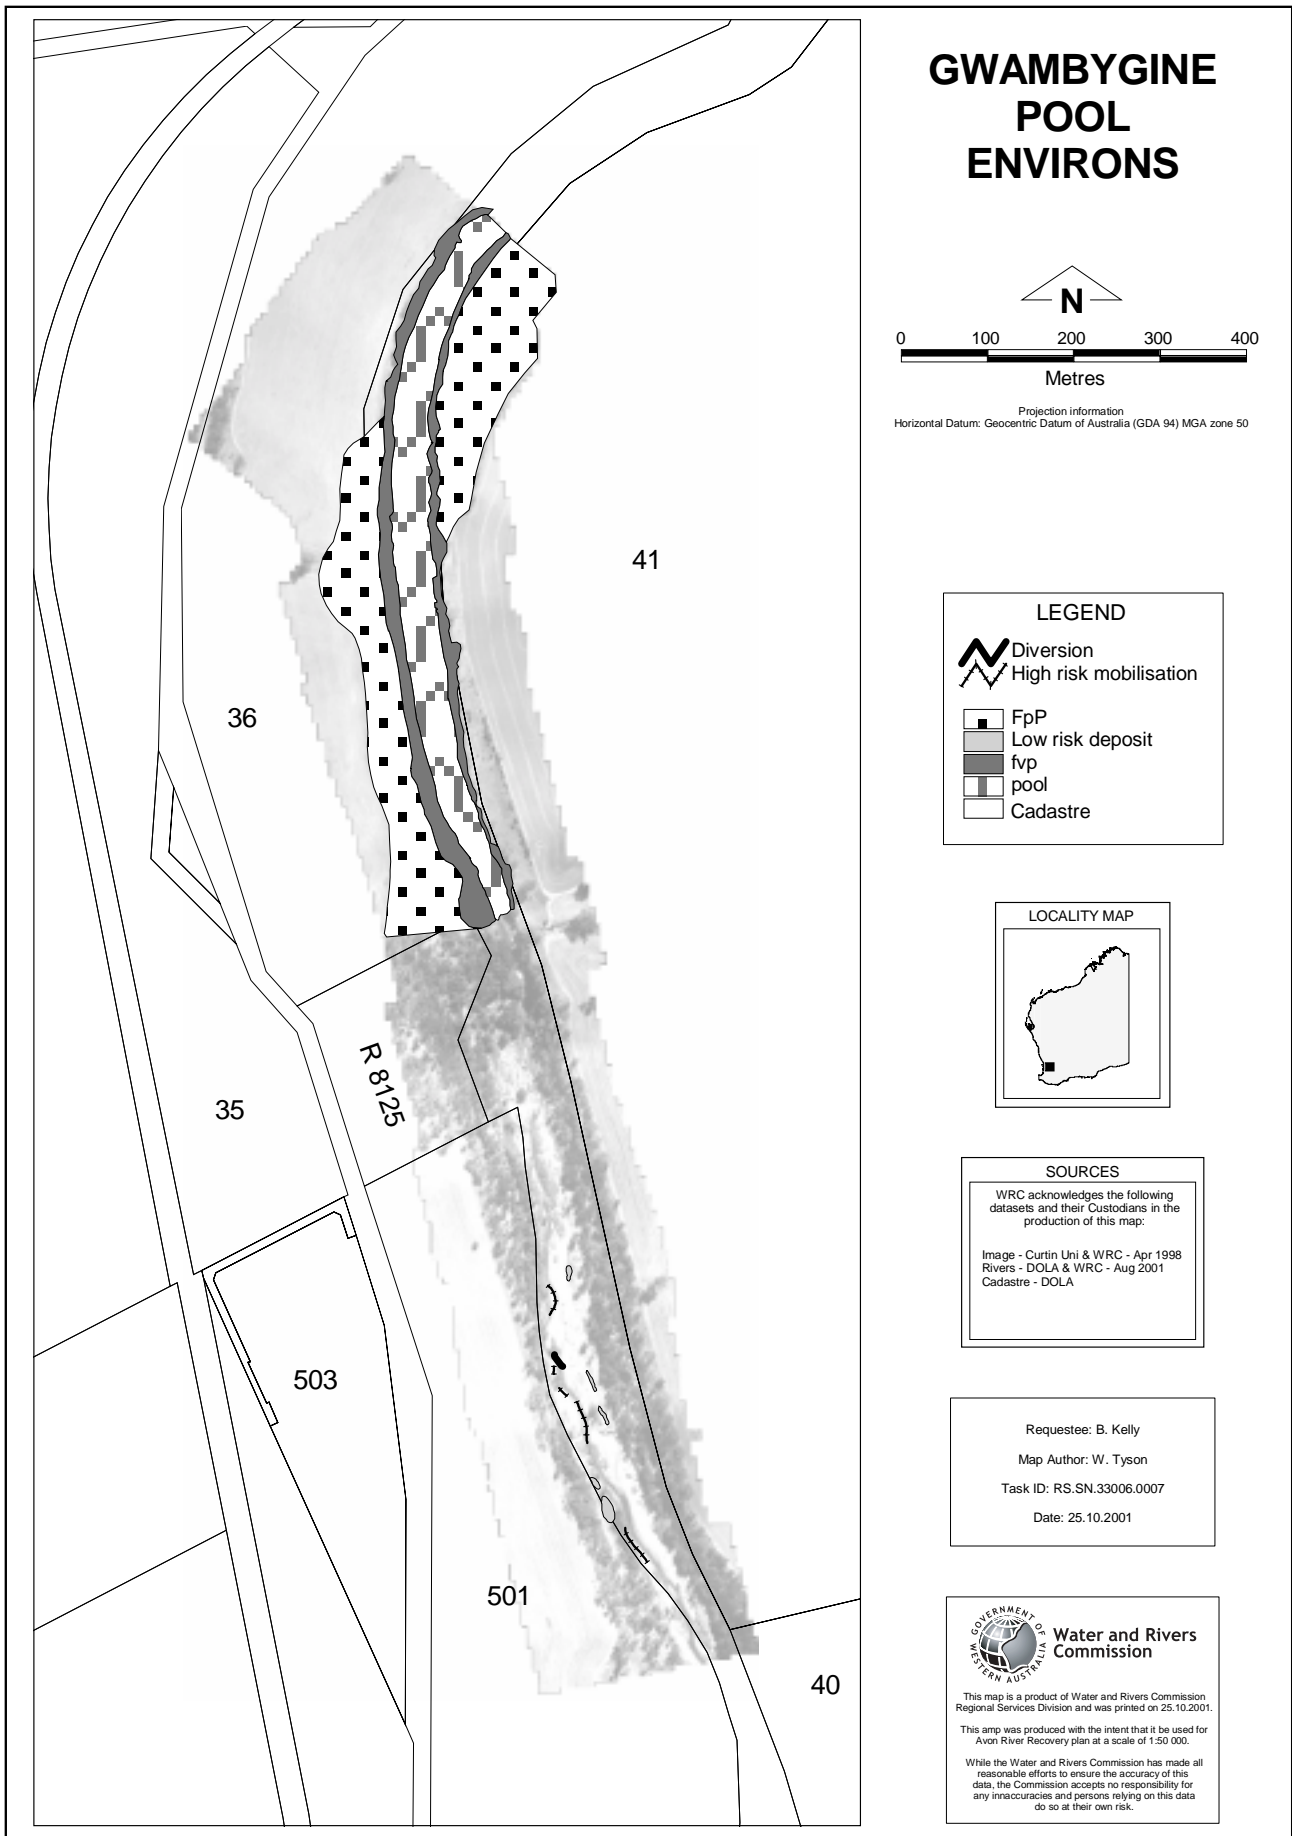 GWAMBYGINE
POOL
ENVIRONS
N
0 100 200 300 400
Metres
Projection information
Horizontal Datum: Geocentric Datum of Australia (GDA 94) MGA zone 50
41
36
R 8125
35
503
501
40
LEGEND
Diversion
High risk mobilisation
FpP
Low risk deposit
fvp
pool
Cadastre
LOCALITY MAP
SOURCES
WRC acknowledges the following
datasets and their Custodians in the
production of this map:
Image - Curtin Uni & WRC - Apr 1998
Rivers - DOLA & WRC - Aug 2001
Cadastre - DOLA
Requestee: B. Kelly
Map Author: W. Tyson
Task ID: RS.SN.33006.0007
Date: 25.10.2001
GOVERNMENT OF
WESTERN AUSTRALIA
Water and Rivers
Commission
This map is a product of Water and Rivers Commission
Regional Services Division and was printed on 25.10.2001.
This amp was produced with the intent that it be used for
Avon River Recovery plan at a scale of 1:50 000.
While the Water and Rivers Commission has made all
reasonable efforts to ensure the accuracy of this
data, the Commission accepts no responsibility for
any innaccuracies and persons relying on this data
do so at their own risk.